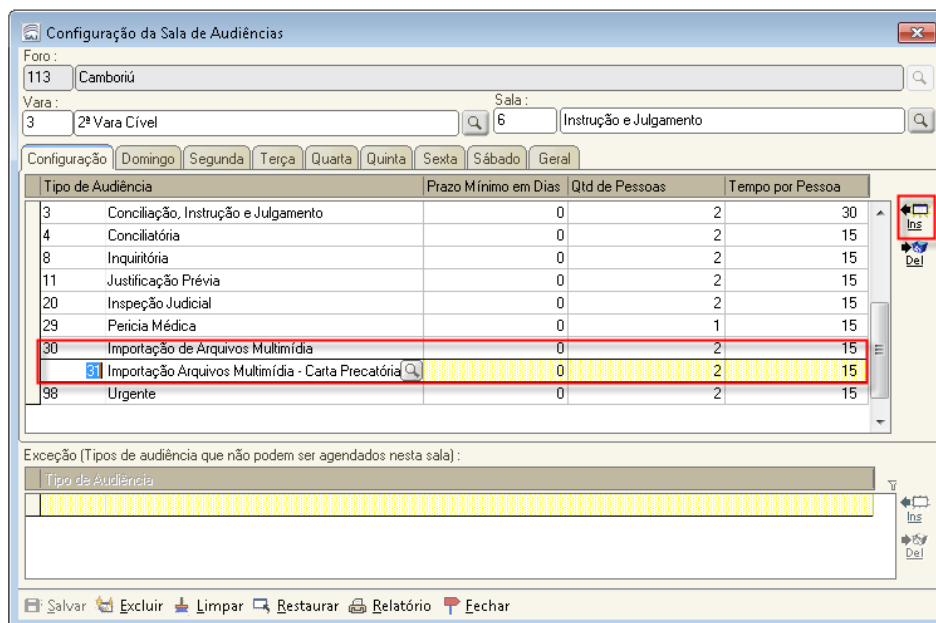 Configuração da Sala de Audiências
Foro :
113 Camboriú
Vara : Sala :
3 2ª Vara Cível 6 Instrução e Julgamento
Configuração Domingo Segunda Terça Quarta Quinta Sexta Sábado Geral
Tipo de Audiência Prazo Mínimo em Dias Qtd de Pessoas Tempo por Pessoa
3 Conciliação, Instrução e Julgamento 0 2 30
4 Conciliatória 0 2 15
8 Inquiritória 0 2 15
11 Justificação Prévia 0 2 15
20 Inspeção Judicial 0 2 15
29 Pericia Médica 0 1 15
30 Importação de Arquivos Multimídia 0 2 15
31 Importação Arquivos Multimídia - Carta Precatória 0 2 15
98 Urgente 0 2 15
Ins
Del
Exceção (Tipos de audiência que não podem ser agendados nesta sala) :
Tipo de Audiência
Ins
Del
Salvar Excluir Limpar Restaurar Relatório Fechar